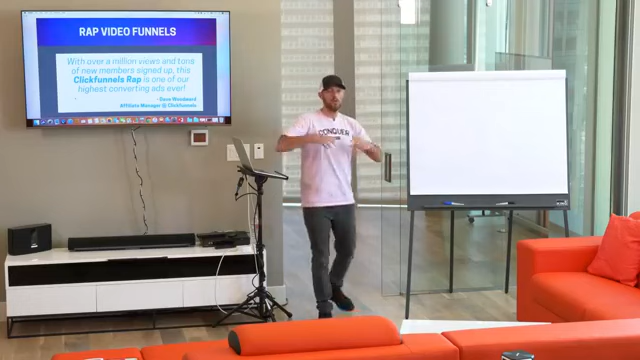 RAP VIDEO FUNNELS
"With over a million views and tons
of new members signed up, this
Clickfunnels Rap is one of our
highest converting ads ever!
-Dave Woodward
Affiliate Manager @ Clickfunnels
CONQUER